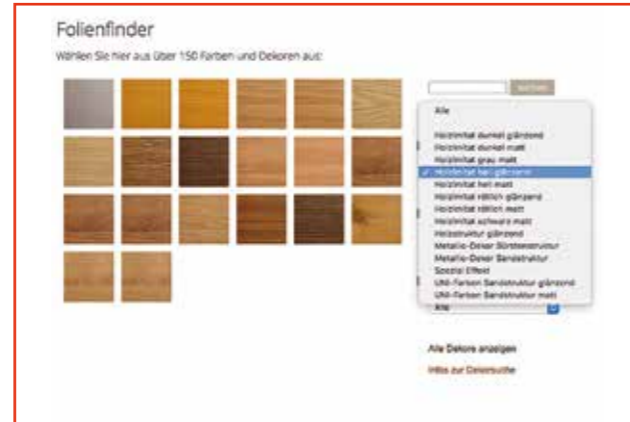 Folienfinder
Wählen Sie hier aus über 150 Farben und Dekoren aus:
Alle
Holzimitat dunkel glänzend
Holzimitat dunkel matt
Holzimitat grau matt
✓ Holzimitat hell glänzend
Holzimitat hell matt
Holzimitat rötlich glänzend
Holzimitat rötlich matt
Holzimitat schwarz matt
Holzstruktur glänzend
Metallic-Dekor Bürstenstruktur
Metallic-Dekor Sandstruktur
Spezial Effekt
UNI-Farben Sandstruktur glänzend
UNI-Farben Sandstruktur matt
Alle
Alle Dekore anzeigen
Infos zur Dekorsuche